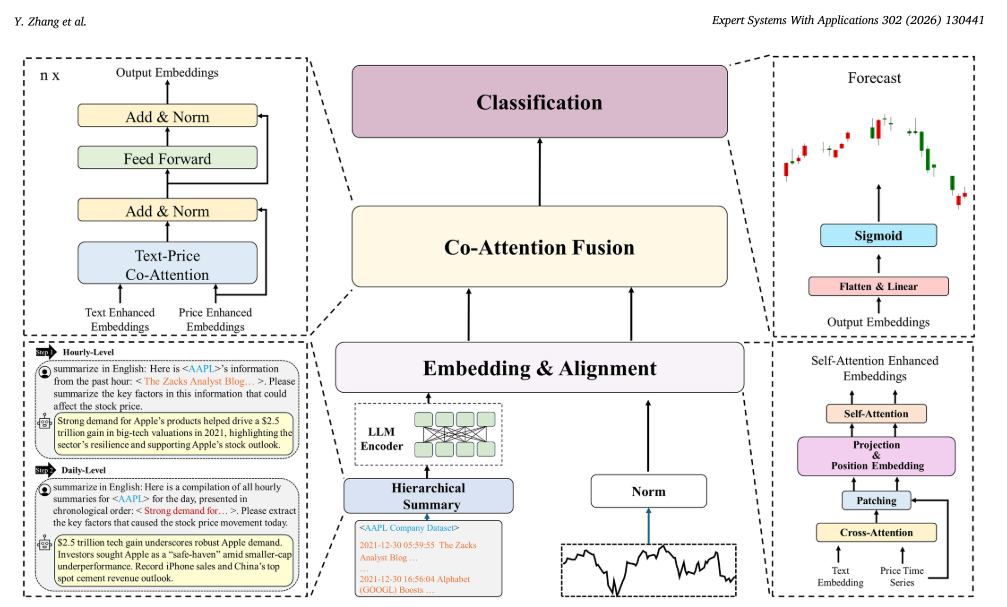 Y. Zhang et al.
Expert Systems With Applications 302 (2026) 130441
n x
Output Embeddings
Add & Norm
Feed Forward
Add & Norm
Text-Price
Co-Attention
Text Enhanced
Embeddings
Price Enhanced
Embeddings
Step 1
Hourly-Level
summarize in English: Here is <AAPL>'s information
from the past hour: < The Zacks Analyst Blog… >. Please
summarize the key factors in this information that could
affect the stock price.
Strong demand for Apple's products helped drive a $2.5
trillion gain in big-tech valuations in 2021, highlighting the
sector's resilience and supporting Apple's stock outlook.
Step 2
Daily-Level
summarize in English: Here is a compilation of all hourly
summaries for <AAPL> for the day, presented in
chronological order: < Strong demand for… >. Please extract
the key factors that caused the stock price movement today.
$2.5 trillion tech gain underscores robust Apple demand.
Investors sought Apple as a “safe-haven” amid smaller-cap
underperformance. Record iPhone sales and China's top
spot cement revenue outlook.
Classification
Co-Attention Fusion
Embedding & Alignment
LLM
Encoder
Hierarchical
Summary
<AAPL Company Dataset>
2021-12-30 05:59:55 The Zacks
Analyst Blog …
…
2021-12-30 16:56:04 Alphabet
(GOOGL) Boosts …
Norm
Forecast
Sigmoid
Flatten & Linear
Output Embeddings
Self-Attention Enhanced
Embeddings
Self-Attention
Projection
&
Position Embedding
Patching
Cross-Attention
Text
Embedding
Price Time
Series